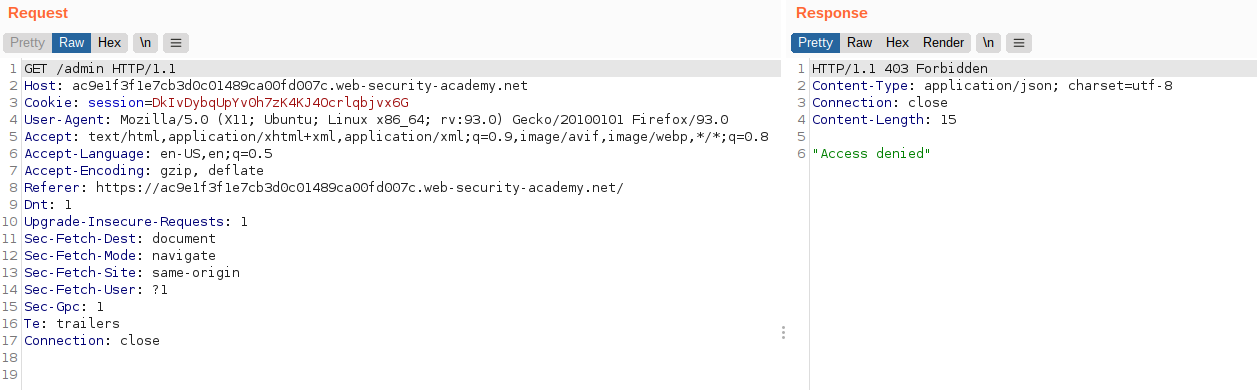 Request
Pretty Raw Hex \n
1 GET /admin HTTP/1.1
2 Host: ac9e1f3f1e7cb3d0c01489ca00fd007c.web-security-academy.net
3 Cookie: session=DkIvDybqUpYv0h7zK4KJ4Ocrlqbjvx6G
4 User-Agent: Mozilla/5.0 (X11; Ubuntu; Linux x86_64; rv:93.0) Gecko/20100101 Firefox/93.0
5 Accept: text/html,application/xhtml+xml,application/xml;q=0.9,image/avif,image/webp,*/*;q=0.8
6 Accept-Language: en-US,en;q=0.5
7 Accept-Encoding: gzip, deflate
8 Referer: https://ac9e1f3f1e7cb3d0c01489ca00fd007c.web-security-academy.net/
9 Dnt: 1
10 Upgrade-Insecure-Requests: 1
11 Sec-Fetch-Dest: document
12 Sec-Fetch-Mode: navigate
13 Sec-Fetch-Site: same-origin
14 Sec-Fetch-User: ?1
15 Sec-Gpc: 1
16 Te: trailers
17 Connection: close
18
19
Response
Pretty Raw Hex Render \n
1 HTTP/1.1 403 Forbidden
2 Content-Type: application/json; charset=utf-8
3 Connection: close
4 Content-Length: 15
5
6 "Access denied"